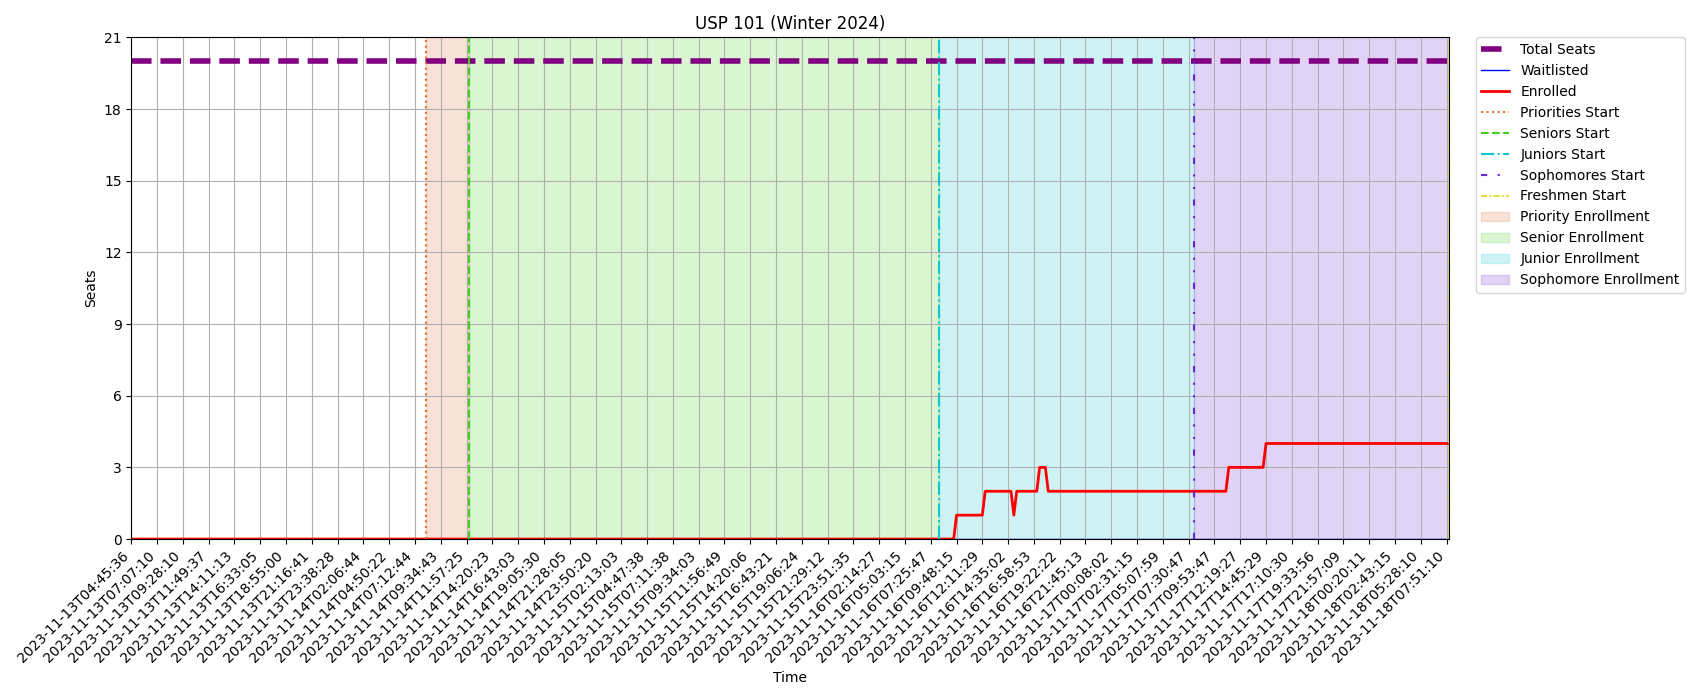 USP 101 (Winter 2024)
21
18
15
12
9
6
3
0
Seats
2023-11-13T04:45:36
2023-11-13T07:07:10
2023-11-13T09:28:10
2023-11-13T11:49:37
2023-11-13T14:11:13
2023-11-13T16:33:05
2023-11-13T18:55:00
2023-11-13T21:16:41
2023-11-13T23:38:28
2023-11-14T02:06:44
2023-11-14T04:50:22
2023-11-14T07:12:44
2023-11-14T09:34:43
2023-11-14T11:57:25
2023-11-14T14:20:23
2023-11-14T16:43:03
2023-11-14T19:05:30
2023-11-14T21:28:05
2023-11-14T23:50:20
2023-11-15T02:13:03
2023-11-15T04:47:38
2023-11-15T07:11:38
2023-11-15T09:34:03
2023-11-15T11:56:49
2023-11-15T14:20:06
2023-11-15T16:43:21
2023-11-15T19:06:24
2023-11-15T21:29:12
2023-11-15T23:51:35
2023-11-16T02:14:27
2023-11-16T05:03:15
2023-11-16T07:25:47
2023-11-16T09:48:15
2023-11-16T12:11:29
2023-11-16T14:35:02
2023-11-16T16:58:53
2023-11-16T19:22:22
2023-11-16T21:45:13
2023-11-17T00:08:02
2023-11-17T02:31:15
2023-11-17T05:07:59
2023-11-17T07:30:47
2023-11-17T09:53:47
2023-11-17T12:19:27
2023-11-17T14:45:29
2023-11-17T17:10:30
2023-11-17T19:33:56
2023-11-17T21:57:09
2023-11-18T00:20:11
2023-11-18T02:43:15
2023-11-18T05:28:10
2023-11-18T07:51:10
Time
Total Seats
Waitlisted
Enrolled
Priorities Start
Seniors Start
Juniors Start
Sophomores Start
Freshmen Start
Priority Enrollment
Senior Enrollment
Junior Enrollment
Sophomore Enrollment